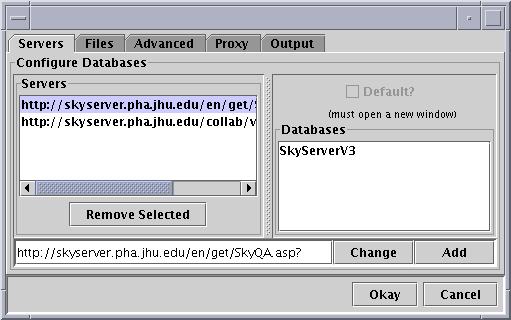 Servers Files Advanced Proxy Output
Configure Databases
Servers
http://skyserver.pha.jhu.edu/en/get/
http://skyserver.pha.jhu.edu/collab/v
Remove Selected
Default?
(must open a new window)
Databases
SkyServerV3
http://skyserver.pha.jhu.edu/en/get/SkyQA.asp?
Change Add
Okay Cancel